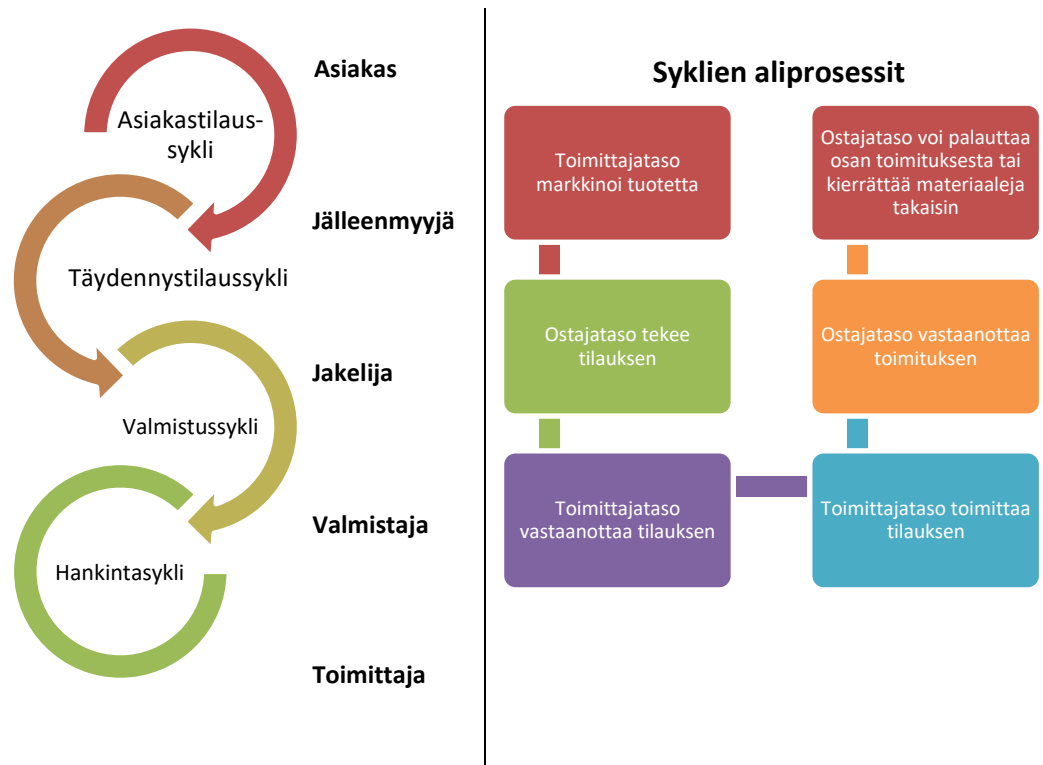 Asiakas
Asiakastilaus-
sykli
Jälleenmyyjä
Täydennystilaussykli
Jakelija
Valmistussykli
Valmistaja
Hankintasykli
Toimittaja
Syklien aliprosessit
Toimittajataso
markkinoi tuotetta
Ostajataso tekee
tilauksen
Toimittajataso
vastaanottaa tilauksen
Toimittajataso toimittaa
tilauksen
Ostajataso vastaanottaa
toimituksen
Ostajataso voi palauttaa
osan toimituksesta tai
kierrättää materiaaleja
takaisin